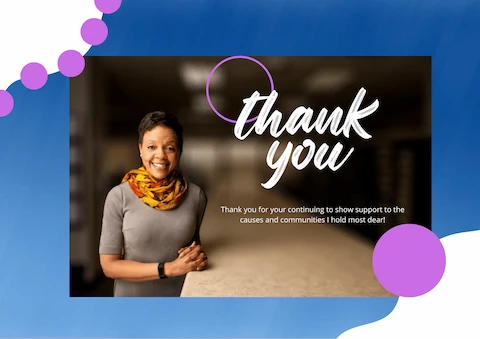 thank
you
Thank you for your continuing to show support to the
causes and communities I hold most dear!